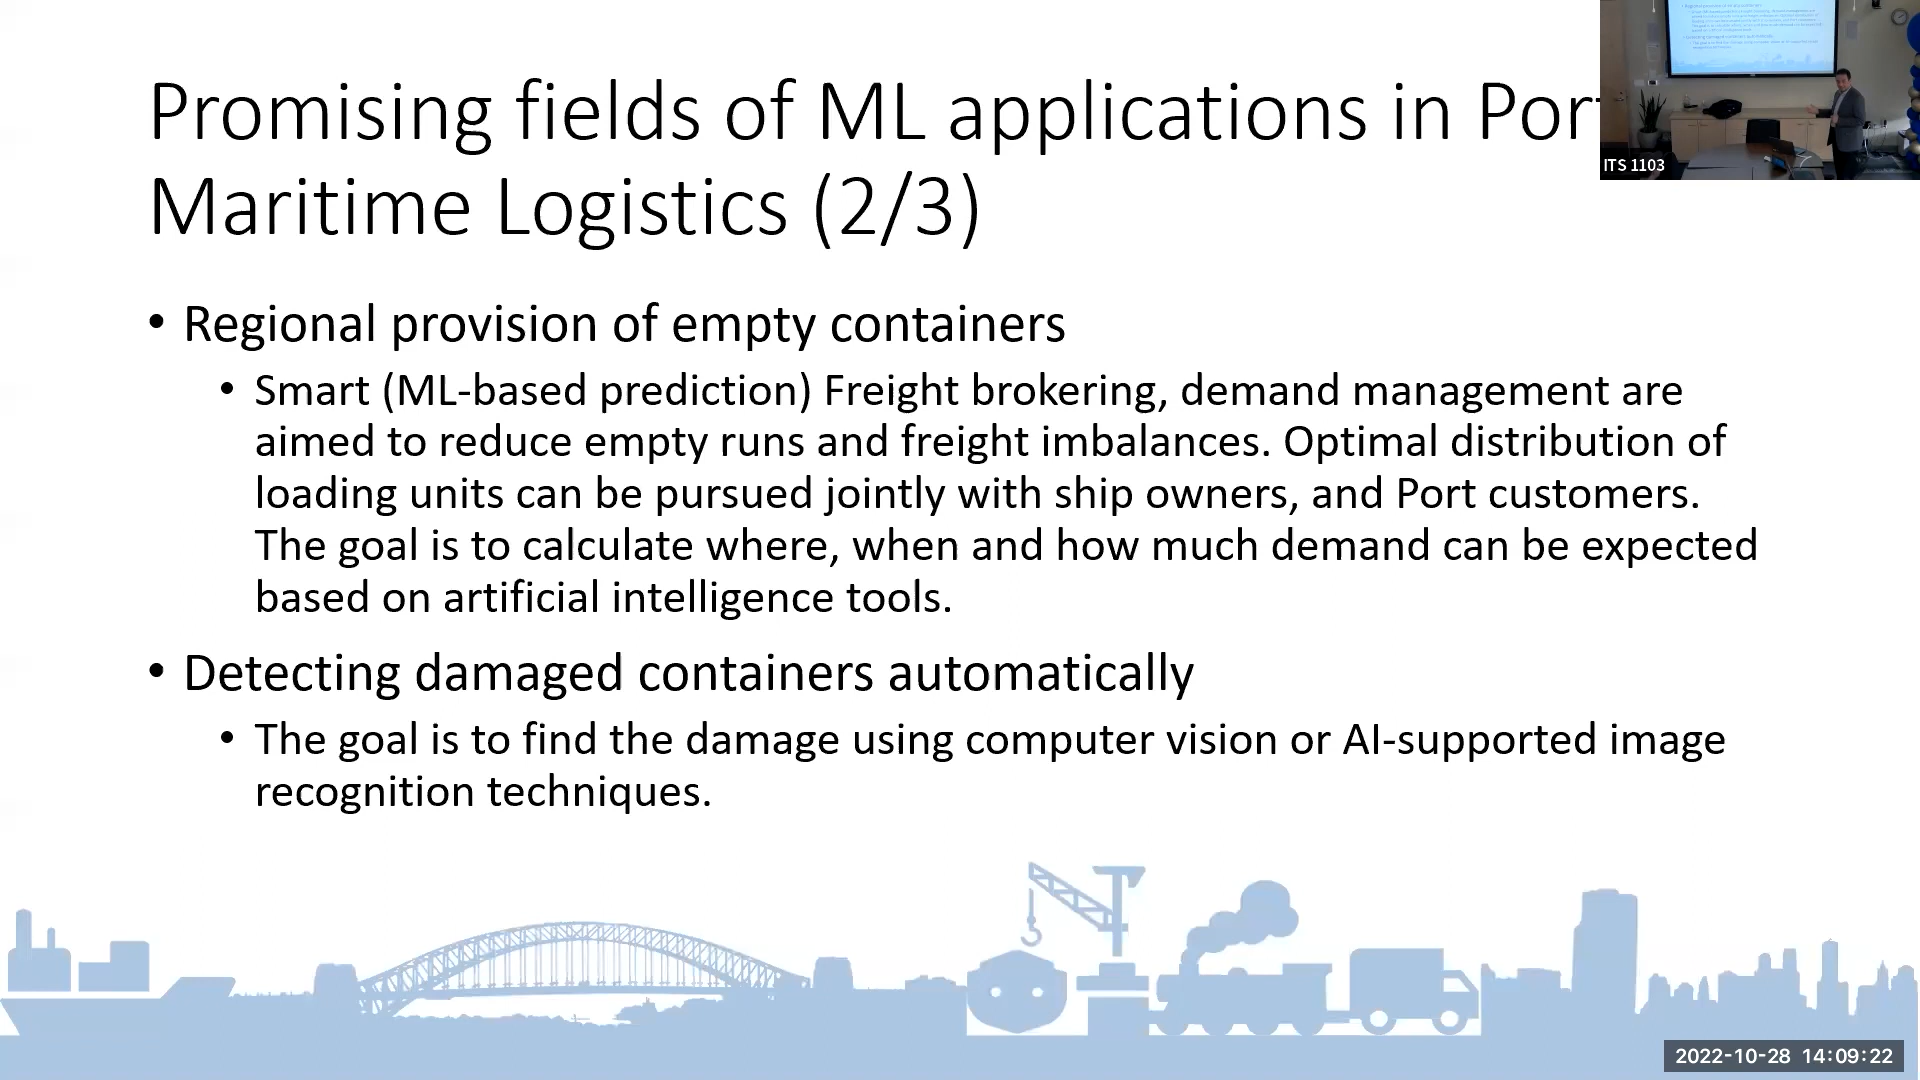 Promising fields of ML applications in Port
Maritime Logistics (2/3)
ITS 1103
• Regional provision of empty containers
• Smart (ML-based prediction) Freight brokering, demand management are
aimed to reduce empty runs and freight imbalances. Optimal distribution of
loading units can be pursued jointly with ship owners, and Port customers.
The goal is to calculate where, when and how much demand can be expected
based on artificial intelligence tools.
• Detecting damaged containers automatically
• The goal is to find the damage using computer vision or AI-supported image
recognition techniques.
2022-10-28 14:09:22